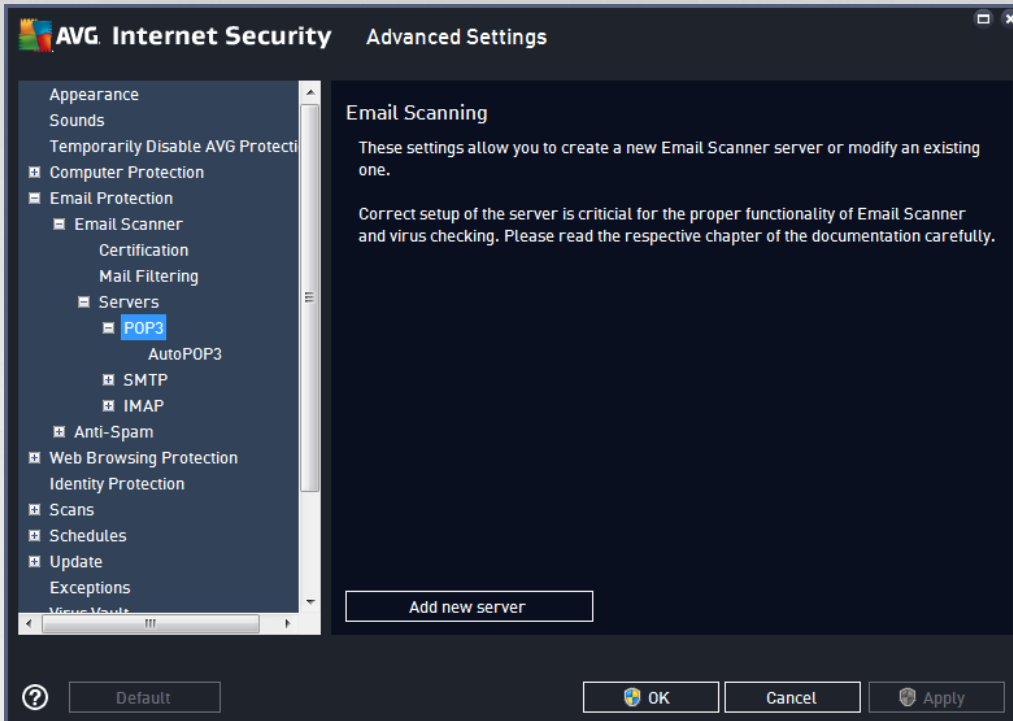 AVG. Internet Security Advanced Settings
Appearance
Sounds
Temporarily Disable AVG Protecti
Computer Protection
Email Protection
Email Scanner
Certification
Mail Filtering
Servers
POP3
AutoPOP3
SMTP
IMAP
Anti-Spam
Web Browsing Protection
Identity Protection
Scans
Schedules
Update
Exceptions
Virus Vault
Email Scanning
These settings allow you to create a new Email Scanner server or modify an existing
one.
Correct setup of the server is criticial for the proper functionality of Email Scanner
and virus checking. Please read the respective chapter of the documentation carefully.
Add new server
Default
OK
Cancel
Apply